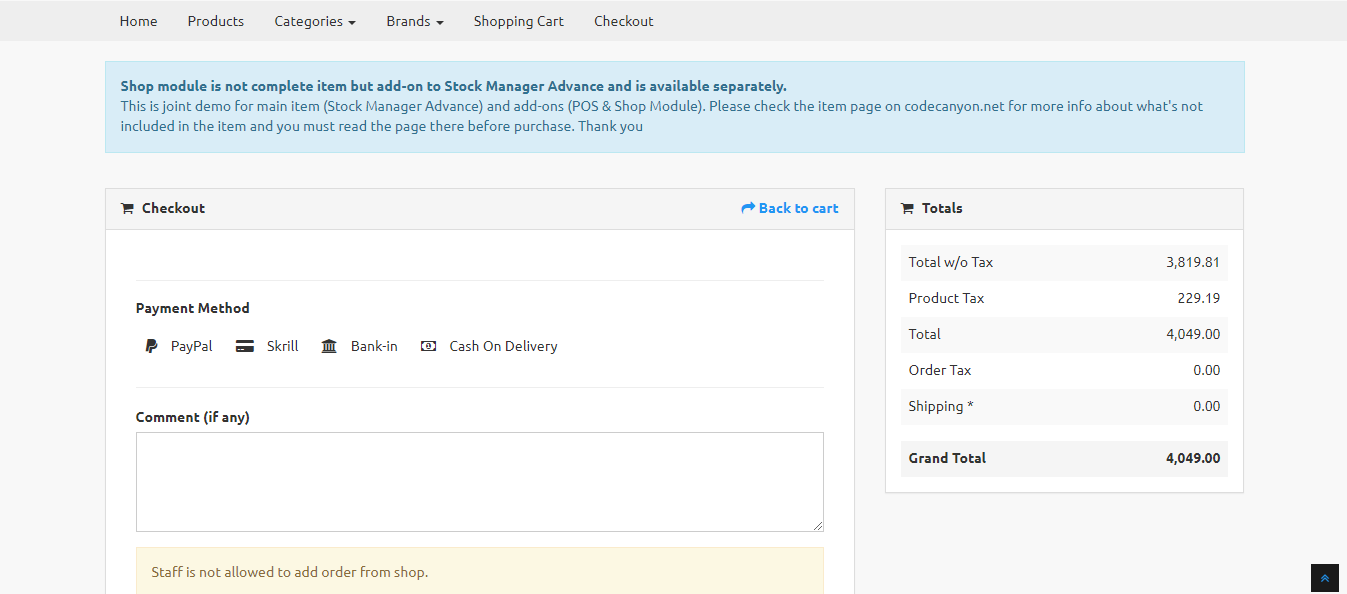 Home Products Categories Brands Shopping Cart Checkout
Shop module is not complete item but add-on to Stock Manager Advance and is available separately.
This is joint demo for main item (Stock Manager Advance) and add-ons (POS & Shop Module). Please check the item page on codecanyon.net for more info about what's not
included in the item and you must read the page there before purchase. Thank you
Checkout Back to cart
Payment Method
PayPal Skrill Bank-in Cash On Delivery
Comment (if any)
Staff is not allowed to add order from shop.
Totals
Total w/o Tax 3,819.81
Product Tax 229.19
Total 4,049.00
Order Tax 0.00
Shipping * 0.00
Grand Total 4,049.00